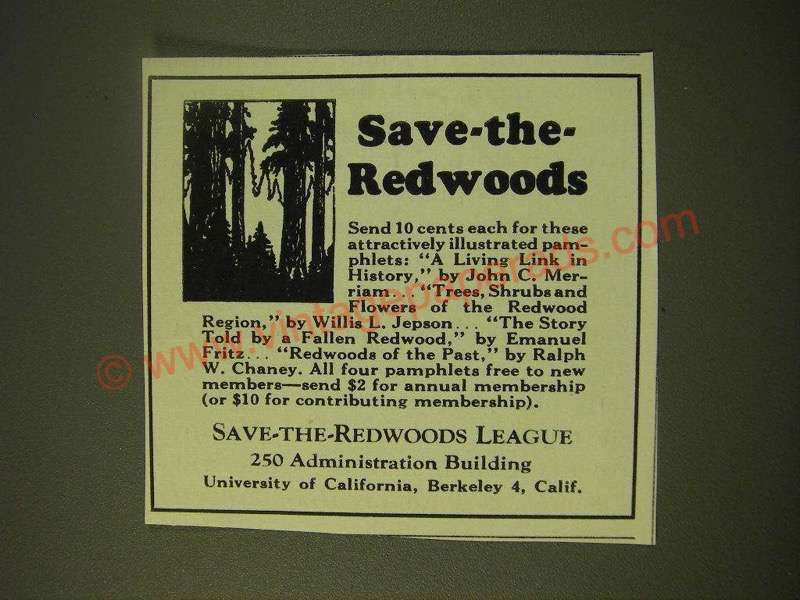 Save-the-
Redwoods
Send 10 cents each for these
attractively illustrated pam-
phlets: "A Living Link in
History," by John C. Mer-
riam... "Trees, Shrubs and
Flowers of the Redwood
Region," by Willis L. Jepson... "The Story
Told by a Fallen Redwood," by Emanuel
Fritz... "Redwoods of the Past," by Ralph
W. Chaney. All four pamphlets free to new
members—send $2 for annual membership
(or $10 for contributing membership).
SAVE-THE-REDWOODS LEAGUE
250 Administration Building
University of California, Berkeley 4, Calif.
© www.vintagepaperads.com